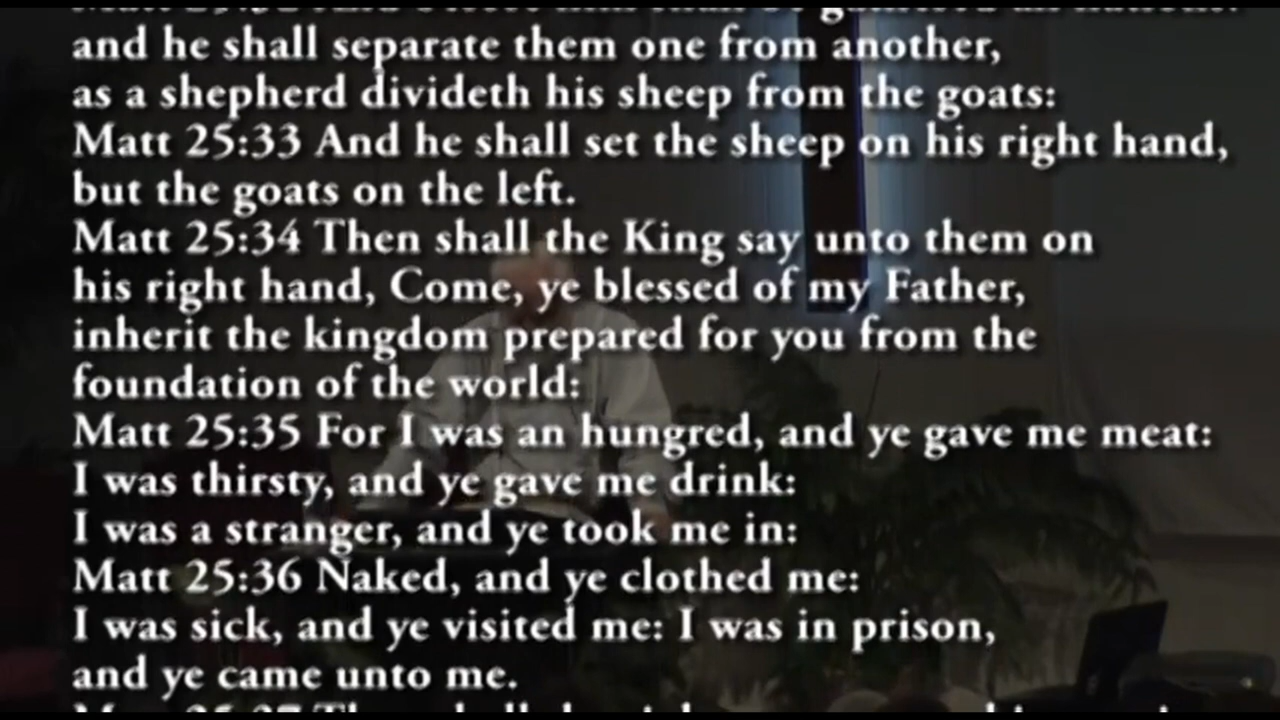 and he shall separate them one from another,
as a shepherd divideth his sheep from the goats:
Matt 25:33 And he shall set the sheep on his right hand,
but the goats on the left.
Matt 25:34 Then shall the King say unto them on
his right hand, Come, ye blessed of my Father,
inherit the kingdom prepared for you from the
foundation of the world:
Matt 25:35 For I was an hungred, and ye gave me meat:
I was thirsty, and ye gave me drink:
I was a stranger, and ye took me in:
Matt 25:36 Naked, and ye clothed me:
I was sick, and ye visited me: I was in prison,
and ye came unto me.